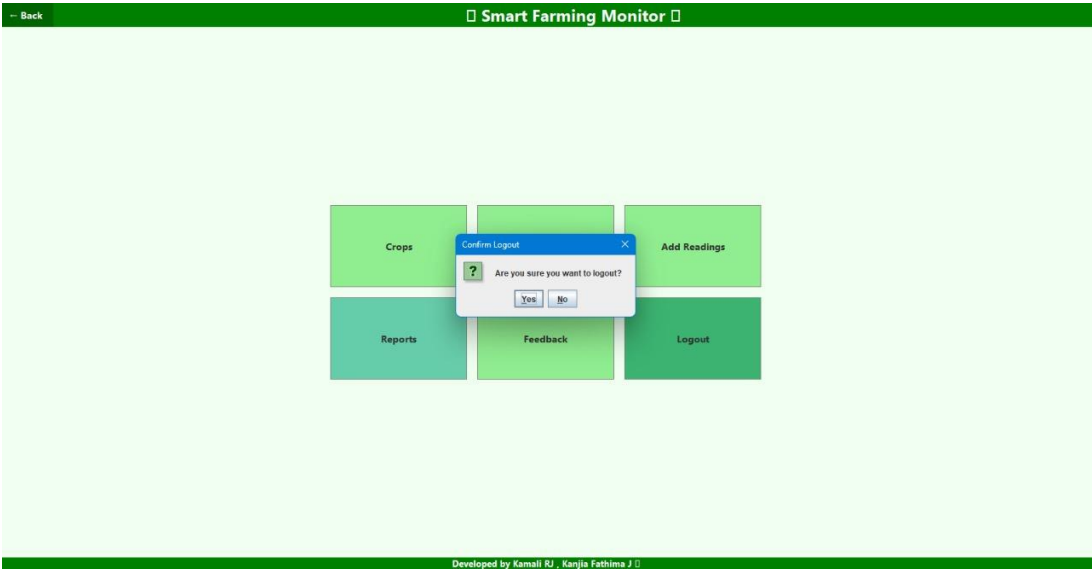 ← Back
▯ Smart Farming Monitor ▯
Crops
Add Readings
Confirm Logout
?
Are you sure you want to logout?
Yes
No
Reports
Feedback
Logout
Developed by Kamali RJ , Kanjia Fathima J ▯